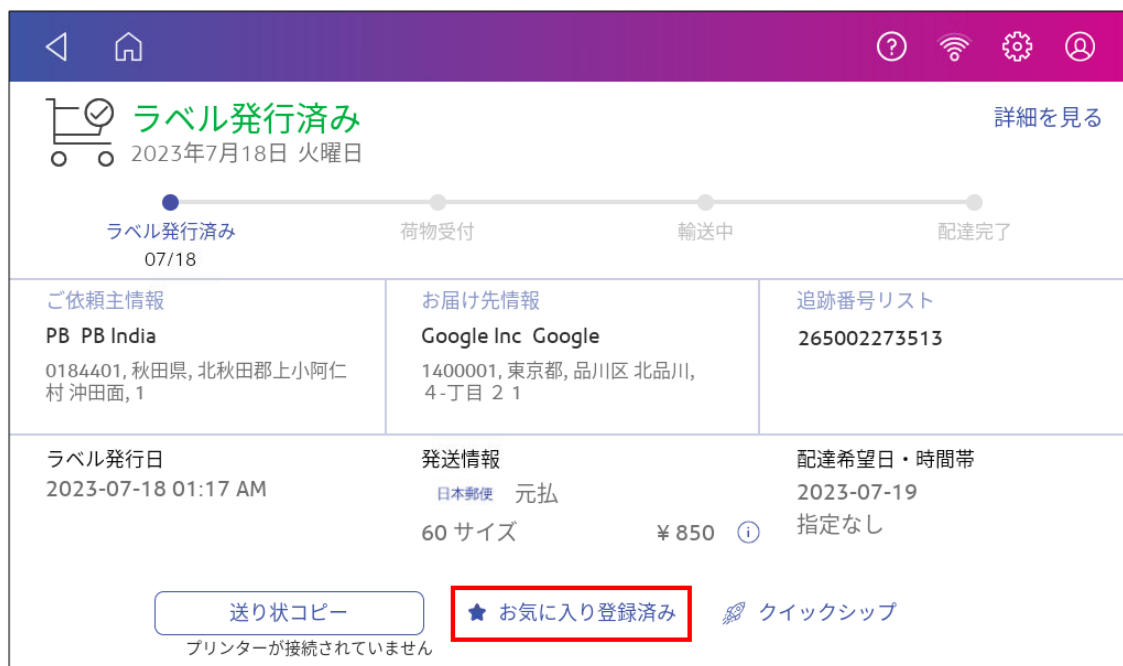 ラベル発行済み
詳細を見る
2023年7月18日 火曜日
ラベル発行済み
荷物受付
輸送中
配達完了
07/18
ご依頼主情報
PB PB India
0184401, 秋田県, 北秋田郡上小阿仁
村 沖田面, 1
お届け先情報
Google Inc Google
1400001, 東京都, 品川区 北品川,
４-丁目 ２１
追跡番号リスト
265002273513
ラベル発行日
2023-07-18 01:17 AM
発送情報
日本郵便 元払
60 サイズ ¥ 850
配達希望日・時間帯
2023-07-19
指定なし
送り状コピー
プリンターが接続されていません
お気に入り登録済み
クイックシップ